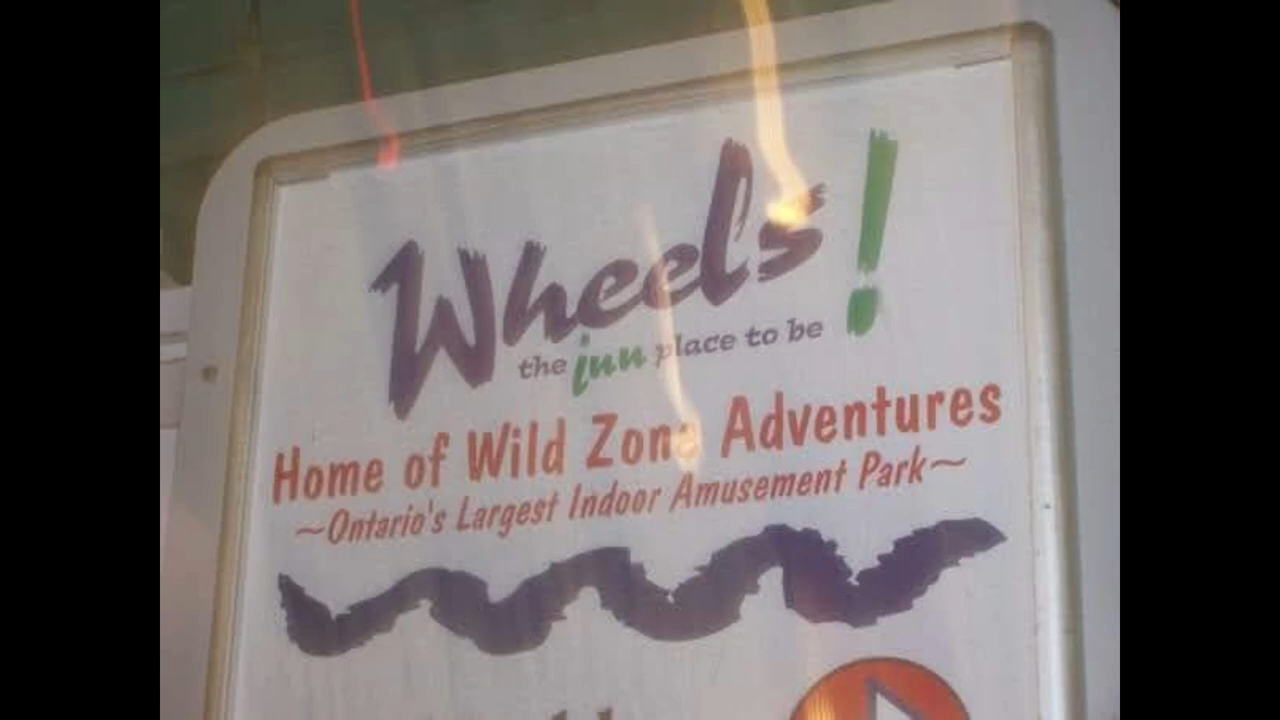 Wheels!
the inn place to be
Home of Wild Zone Adventures
~Ontario's Largest Indoor Amusement Park~